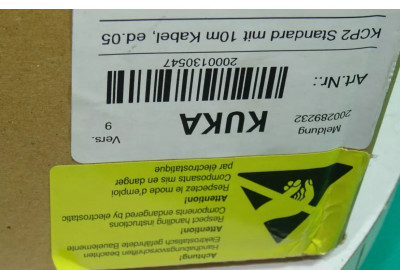 Achtung!
Handhabungsvorschriften beachten
Elektrostatisch gefährdete Bauelemente
Attention!
Respect handling instructions
Components endangered by electrostatic
Attention!
Respectez le mode d'emploi
Composants mis en danger
par électrostatique
Meldung
200289232
KUKA
Vers.
9
Art.Nr.:
2000130547
KCP2 Standard mit 10m Kabel, ed.05